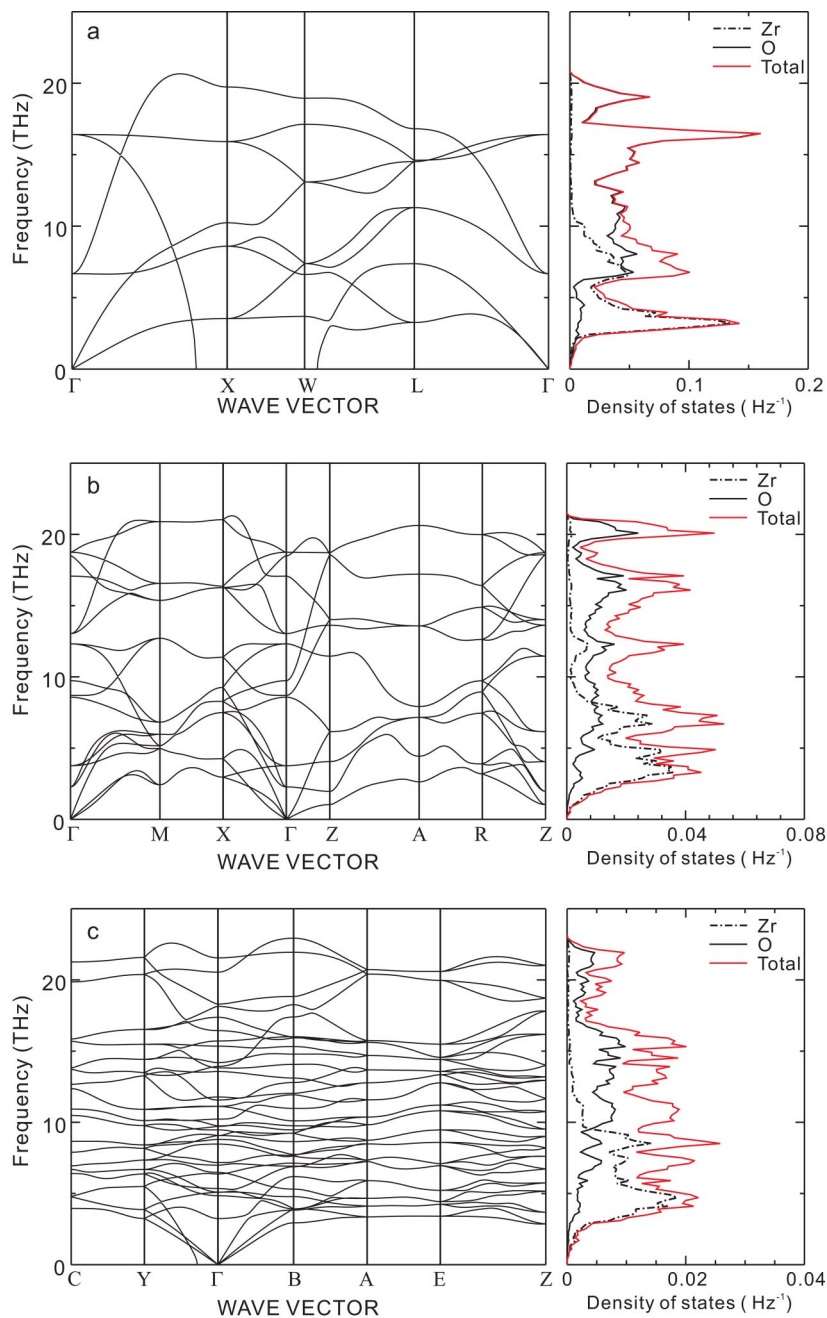 a
Zr
O
Total
20
10
0
Frequency (THz)
Γ X W L Γ
WAVE VECTOR
0 0.1 0.2
Density of states ( Hz⁻¹)
b
Zr
O
Total
20
10
0
Frequency (THz)
Γ M X Γ Z A R Z
WAVE VECTOR
0 0.04 0.08
Density of states ( Hz⁻¹)
c
Zr
O
Total
20
10
0
Frequency (THz)
C Y Γ B A E Z
WAVE VECTOR
0 0.02 0.04
Density of states ( Hz⁻¹)